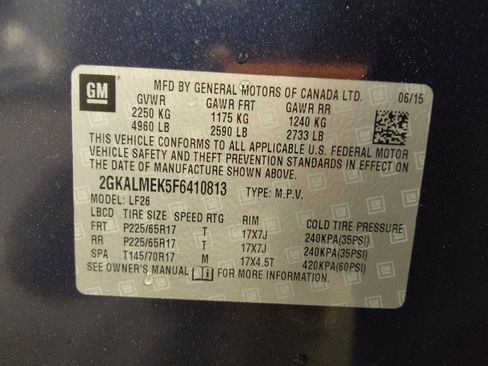 GM
MFD BY GENERAL MOTORS OF CANADA LTD. 06/15
GVWR GAWR FRT GAWR RR
2250 KG 1175 KG 1240 KG
4960 LB 2590 LB 2733 LB
THIS VEHICLE CONFORMS TO ALL APPLICABLE U.S. FEDERAL MOTOR
VEHICLE SAFETY AND THEFT PREVENTION STANDARDS IN EFFECT ON
THE DATE OF MANUFACTURE SHOWN ABOVE.
2GKALMEK5F6410813 TYPE: M.P.V.
MODEL: LF26
LBCD TIRE SIZE SPEED RTG RIM COLD TIRE PRESSURE
FRT P225/65R17 T 17X7J 240KPA(35PSI)
RR P225/65R17 T 17X7J 240KPA(35PSI)
SPA T145/70R17 M 17X4.5T 420KPA(60PSI)
SEE OWNER'S MANUAL FOR MORE INFORMATION.